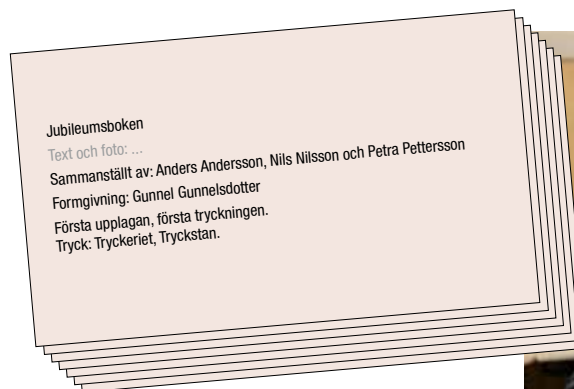 Jubileumsboken
Text och foto: ...
Sammanställt av: Anders Andersson, Nils Nilsson och Petra Pettersson
Formgivning: Gunnel Gunnelsdotter
Första upplagan, första tryckningen.
Tryck: Tryckeriet, Tryckstan.